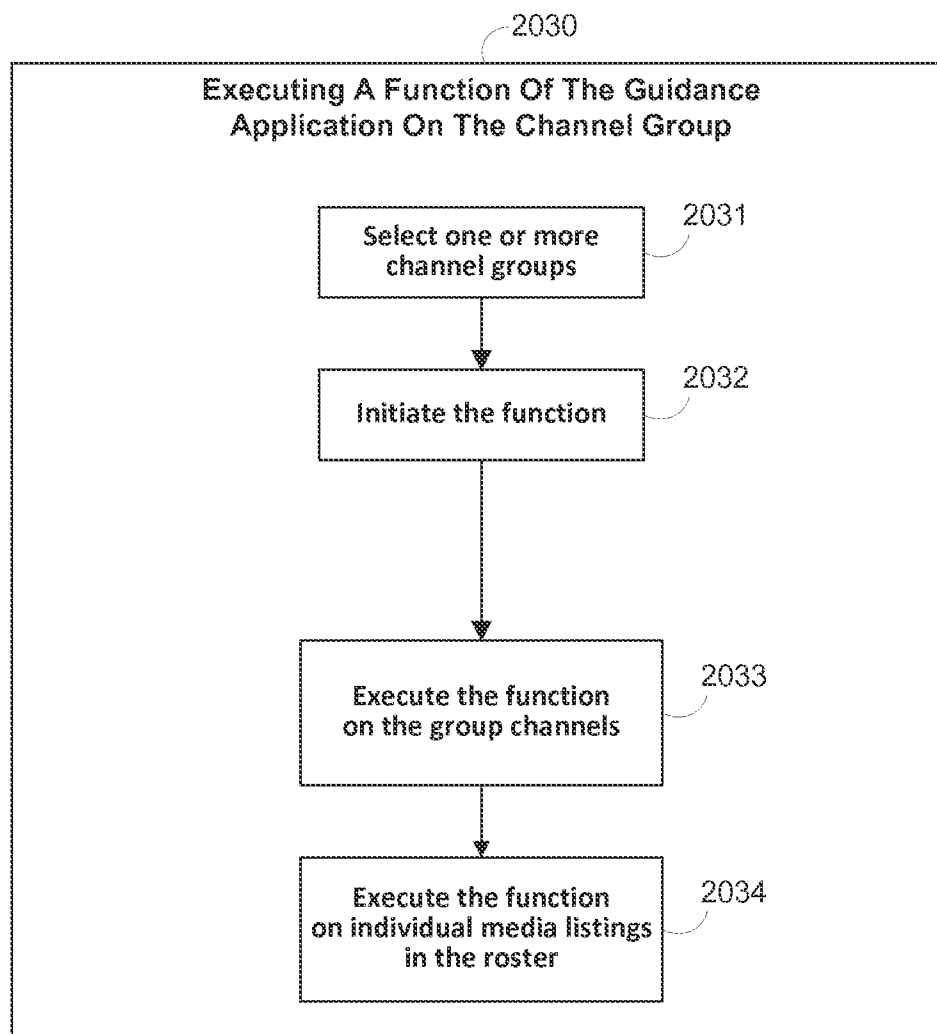 2030
Executing A Function Of The Guidance
Application On The Channel Group
2031
Select one or more
channel groups
2032
Initiate the function
2033
Execute the function
on the group channels
2034
Execute the function
on individual media listings
in the roster